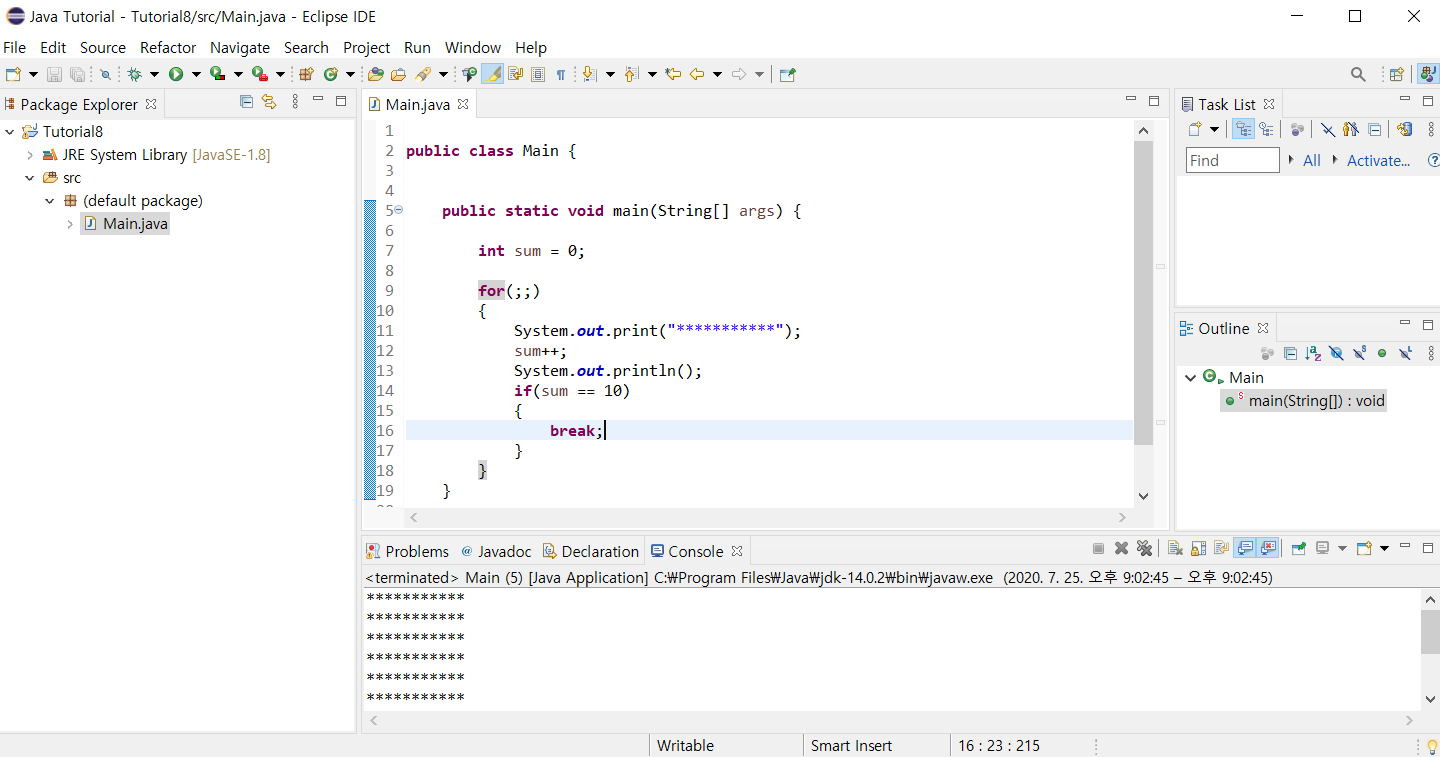 Java Tutorial - Tutorial8/src/Main.java - Eclipse IDE
File Edit Source Refactor Navigate Search Project Run Window Help
Package Explorer
Tutorial8
JRE System Library [JavaSE-1.8]
src
(default package)
Main.java
Main.java
1
2 public class Main {
3
4
5 public static void main(String[] args) {
6
7 int sum = 0;
8
9 for(;;)
10 {
11 System.out.print("***********");
12 sum++;
13 System.out.println();
14 if(sum == 10)
15 {
16 break;
17 }
18 }
19 }
Task List
Find All Activate...
Outline
Main
main(String[]) : void
Problems @ Javadoc Declaration Console
<terminated> Main (5) [Java Application] C:₩Program Files₩Java₩jdk-14.0.2₩bin₩javaw.exe (2020. 7. 25. 오후 9:02:45 – 오후 9:02:45)
***********
***********
***********
***********
***********
***********
Writable Smart Insert 16 : 23 : 215